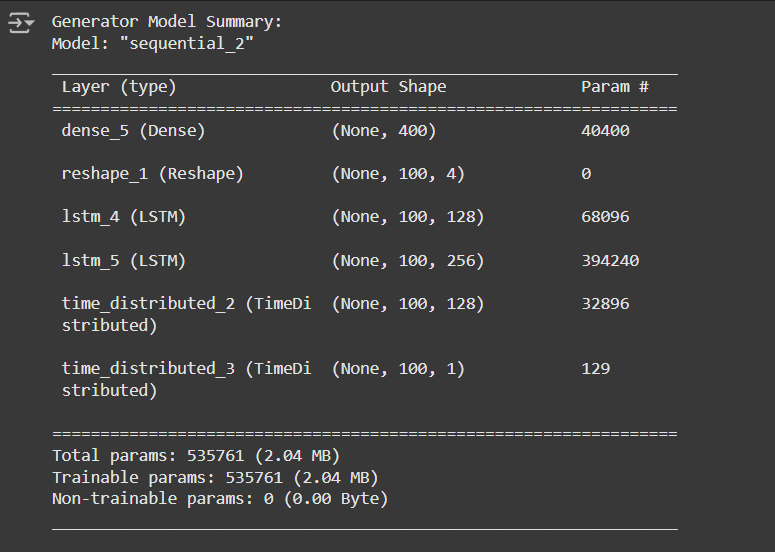 Generator Model Summary:
Model: "sequential_2"
_________________________________________________________________
Layer (type) Output Shape Param #
=================================================================
dense_5 (Dense) (None, 400) 40400
reshape_1 (Reshape) (None, 100, 4) 0
lstm_4 (LSTM) (None, 100, 128) 68096
lstm_5 (LSTM) (None, 100, 256) 394240
time_distributed_2 (TimeDi (None, 100, 128) 32896
stributed)
time_distributed_3 (TimeDi (None, 100, 1) 129
stributed)
=================================================================
Total params: 535761 (2.04 MB)
Trainable params: 535761 (2.04 MB)
Non-trainable params: 0 (0.00 Byte)
_________________________________________________________________